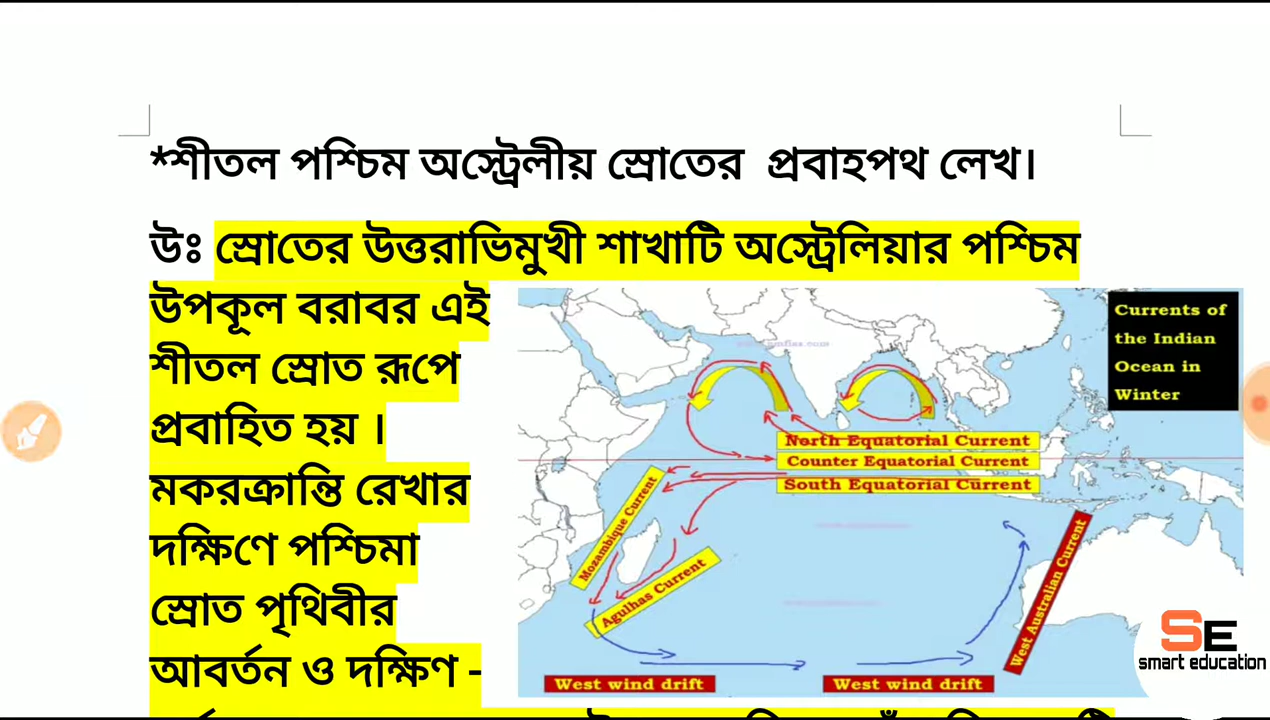 *শীতল পশ্চিম অস্ট্রেলীয় স্রোতের প্রবাহপথ লেখ।
উঃ স্রোতের উত্তরাভিমুখী শাখাটি অস্ট্রেলিয়ার পশ্চিম
উপকূল বরাবর এই
শীতল স্রোত রূপে
প্রবাহিত হয় ।
মকরক্রান্তি রেখার
দক্ষিণে পশ্চিমা
স্রোত পৃথিবীর
আবর্তন ও দক্ষিণ -
Currents of
the Indian
Ocean in
Winter
North Equatorial Current
Counter Equatorial Current
South Equatorial Current
Mozambique Current
Agulhas Current
West Australian Current
West wind drift
West wind drift
SE
smart education